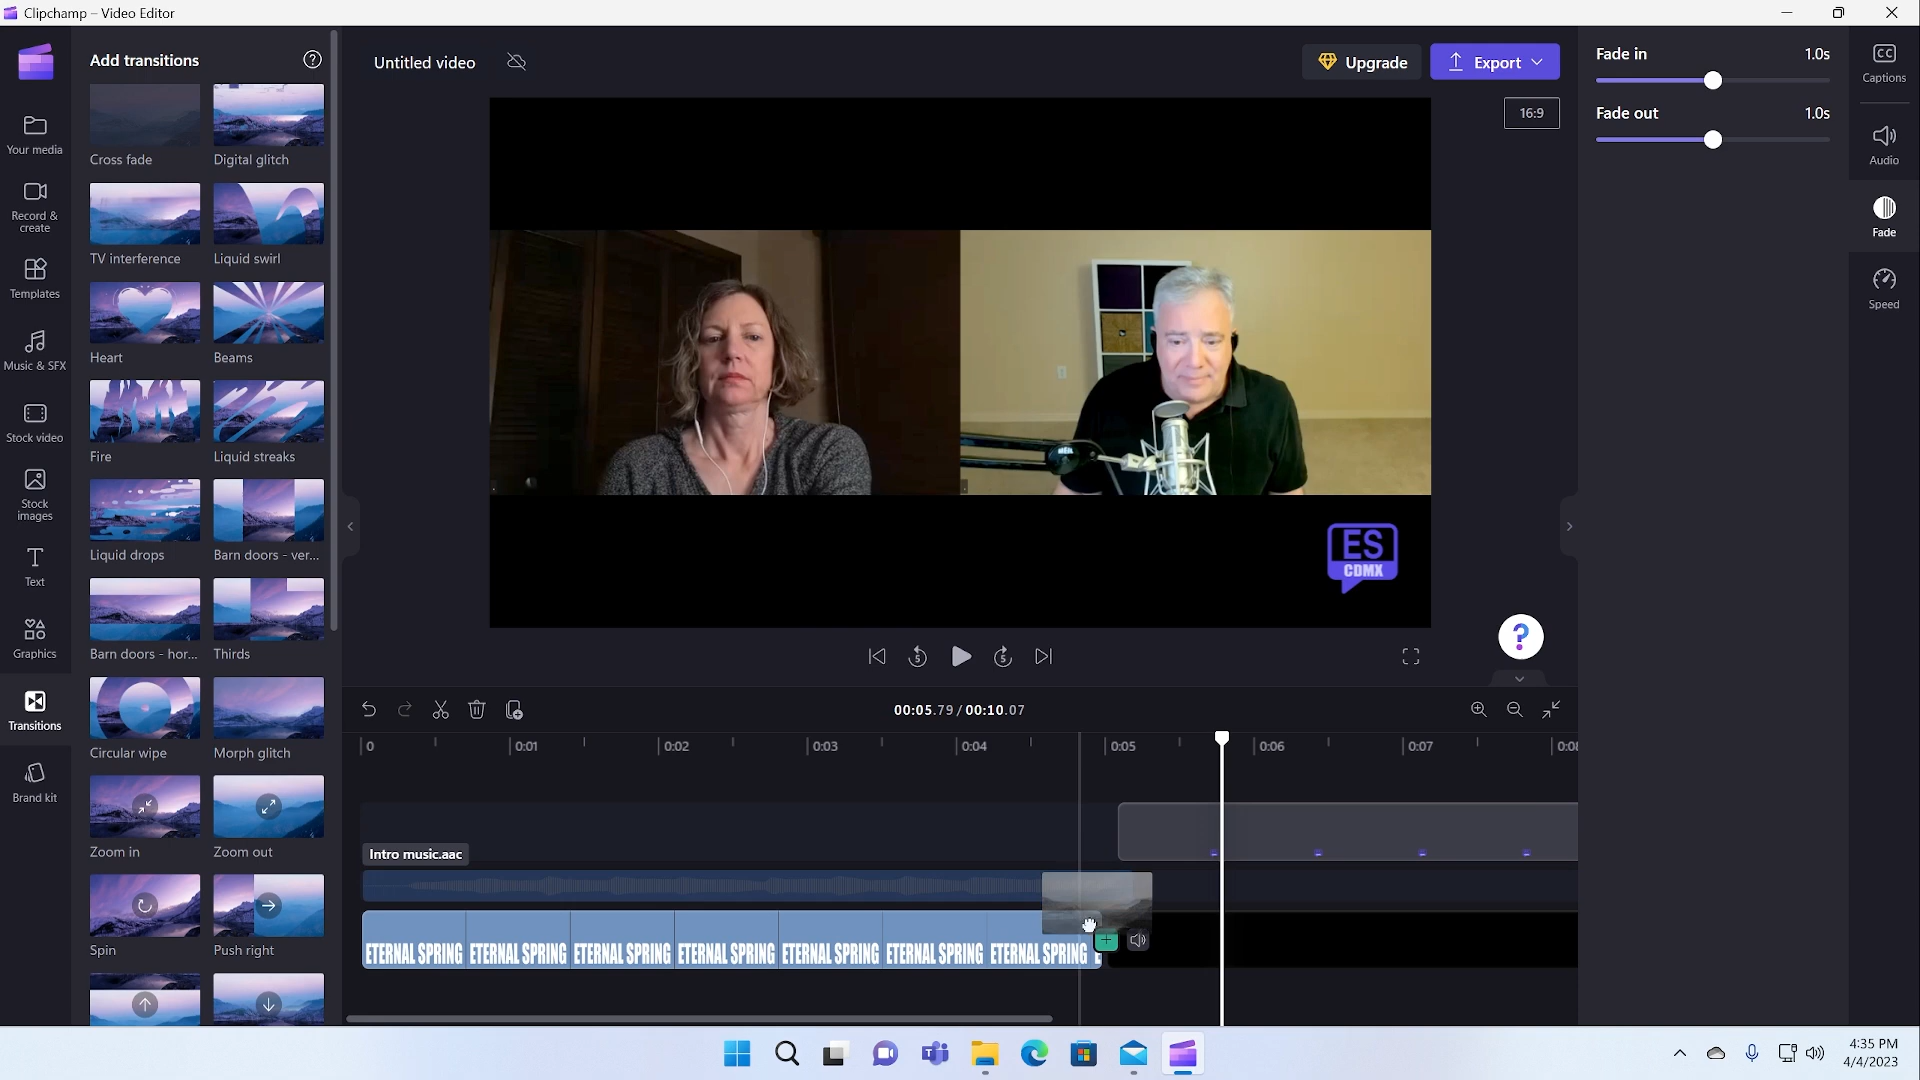 Clipchamp – Video Editor
Add transitions
Untitled video
Upgrade
Export
16:9
Fade in 1.0s
Fade out 1.0s
Captions
Audio
Fade
Speed
Your media
Record &
create
Templates
Music & SFX
Stock video
Stock
images
Text
Graphics
Transitions
Brand kit
Cross fade
Digital glitch
TV interference
Liquid swirl
Heart
Beams
Fire
Liquid streaks
Liquid drops
Barn doors - ver...
Barn doors - hor...
Thirds
Circular wipe
Morph glitch
Zoom in
Zoom out
Spin
Push right
ES
CDMX
5
5
?
00:05.79 / 00:10.07
0 0:01 0:02 0:03 0:04 0:05 0:06 0:07
Intro music.aac
ETERNAL SPRING ETERNAL SPRING ETERNAL SPRING ETERNAL SPRING ETERNAL SPRING ETERNAL SPRING ETERNAL SPRING
4:35 PM
4/4/2023